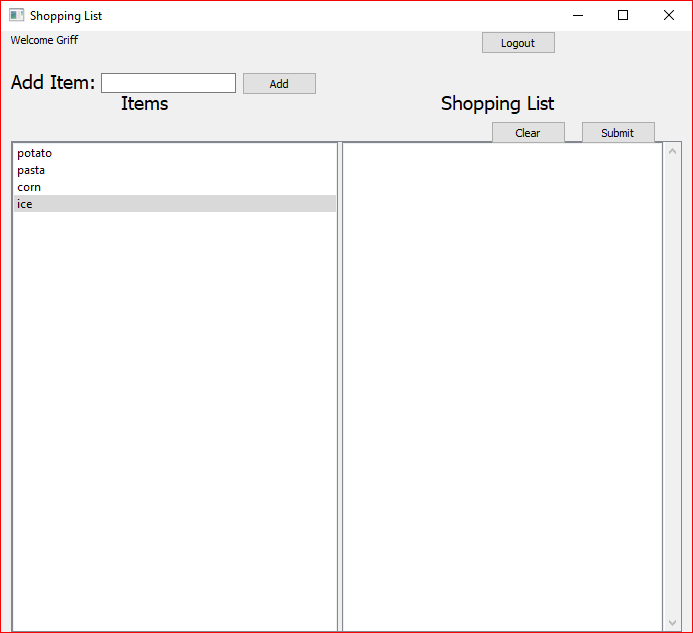 Shopping List
Welcome Griff
Logout
Add Item:
Add
Items
Shopping List
Clear
Submit
potato
pasta
corn
ice